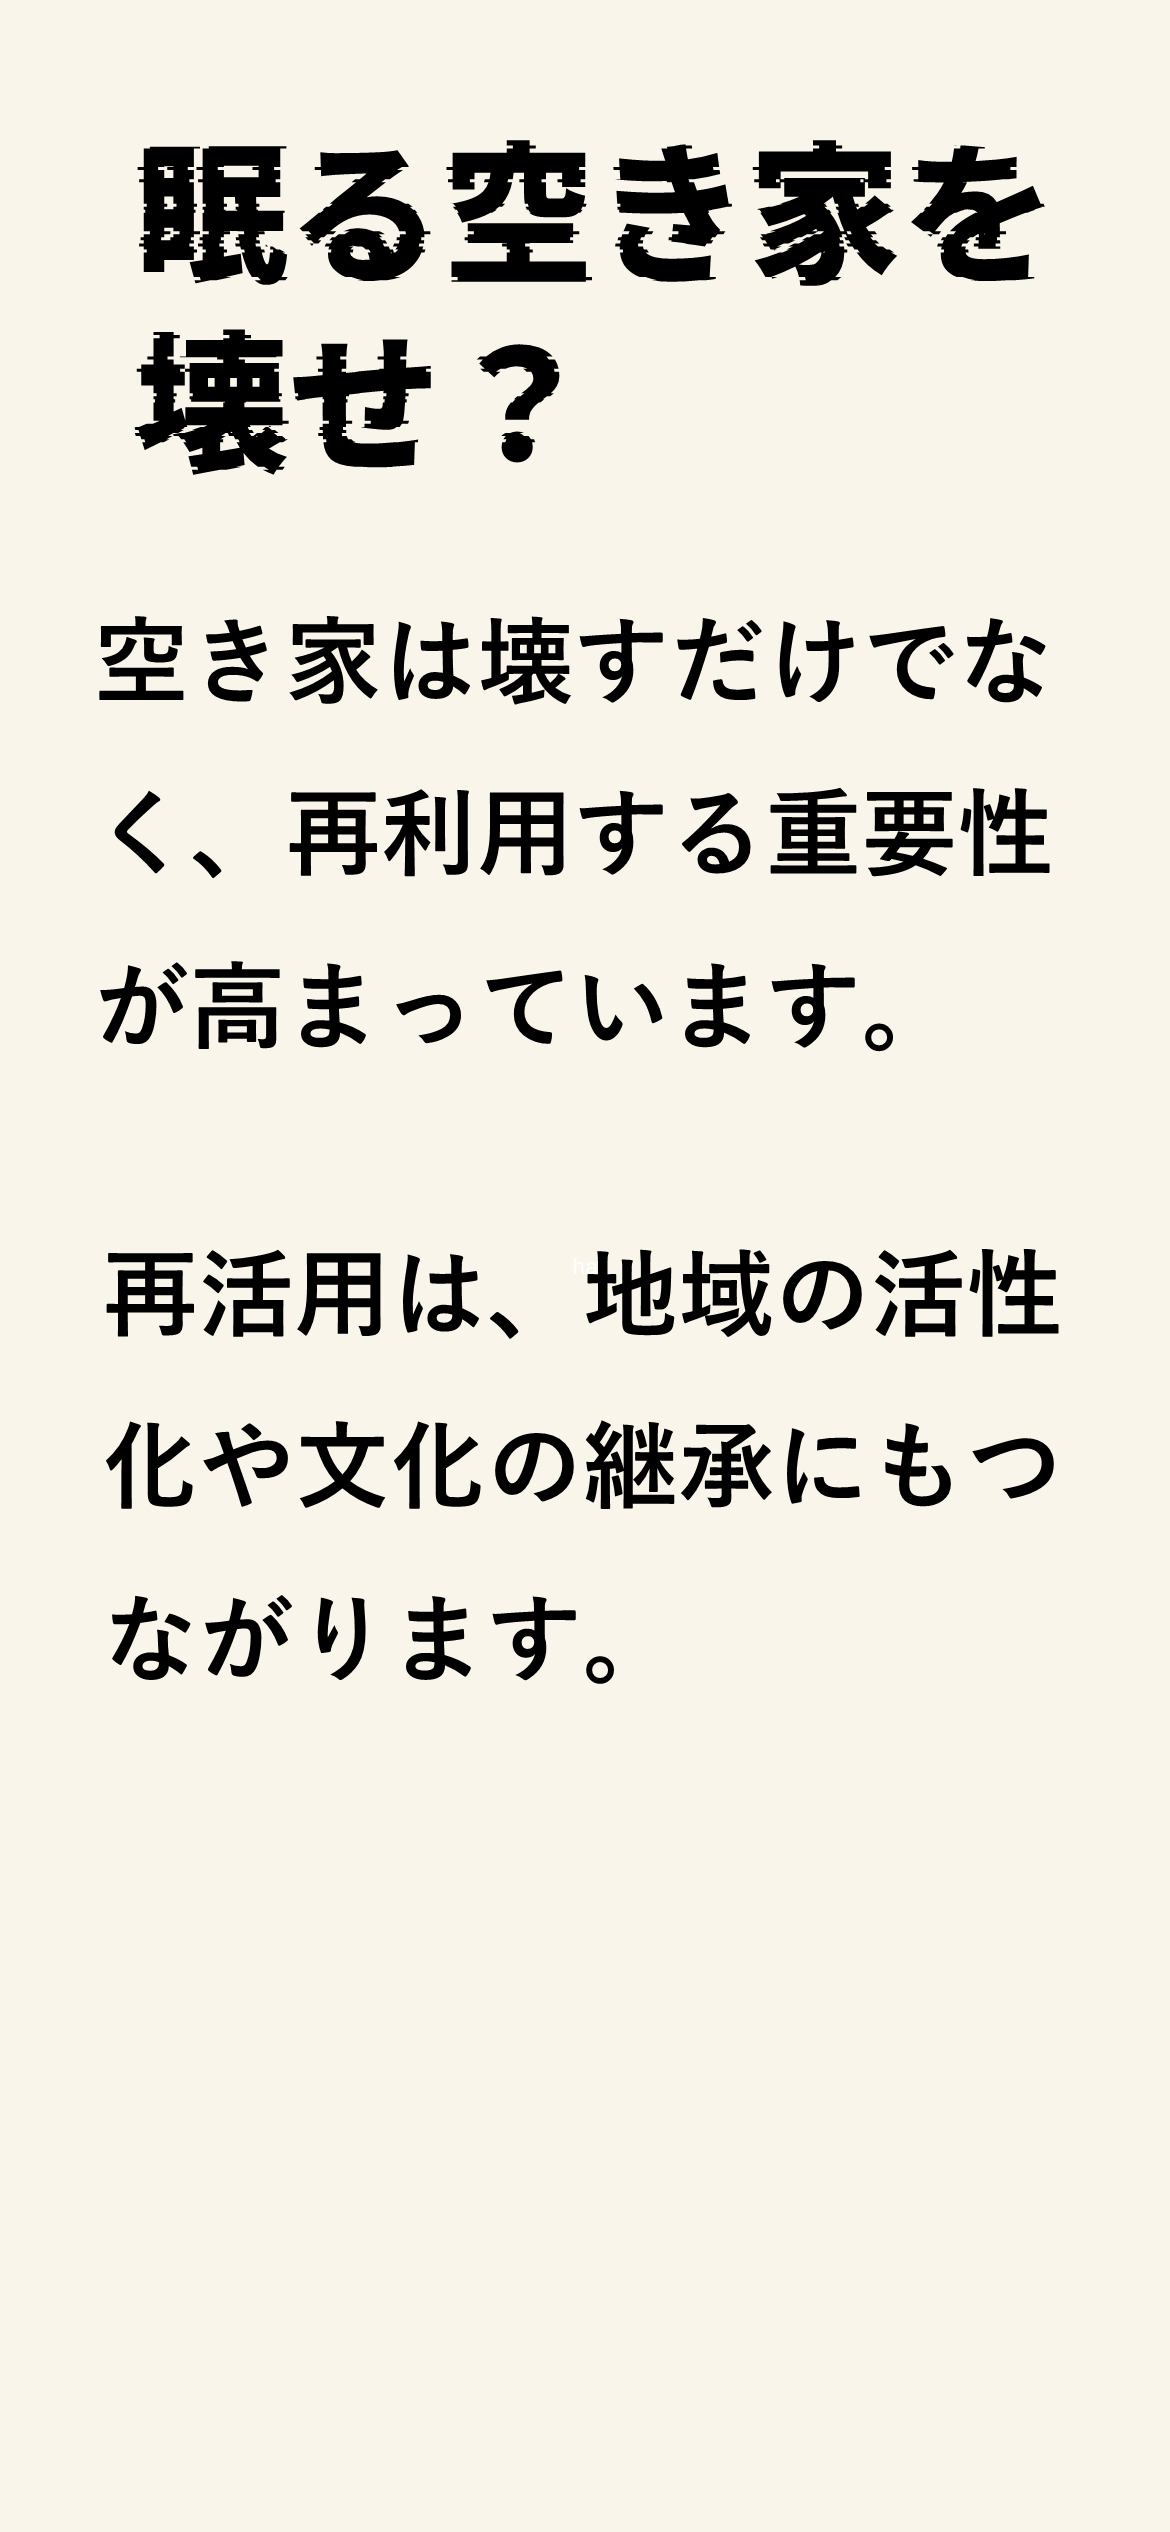 眠る空き家を
壊せ？
空き家は壊すだけでな
く、再利用する重要性
が高まっています。
再活用は、地域の活性
化や文化の継承にもつ
ながります。